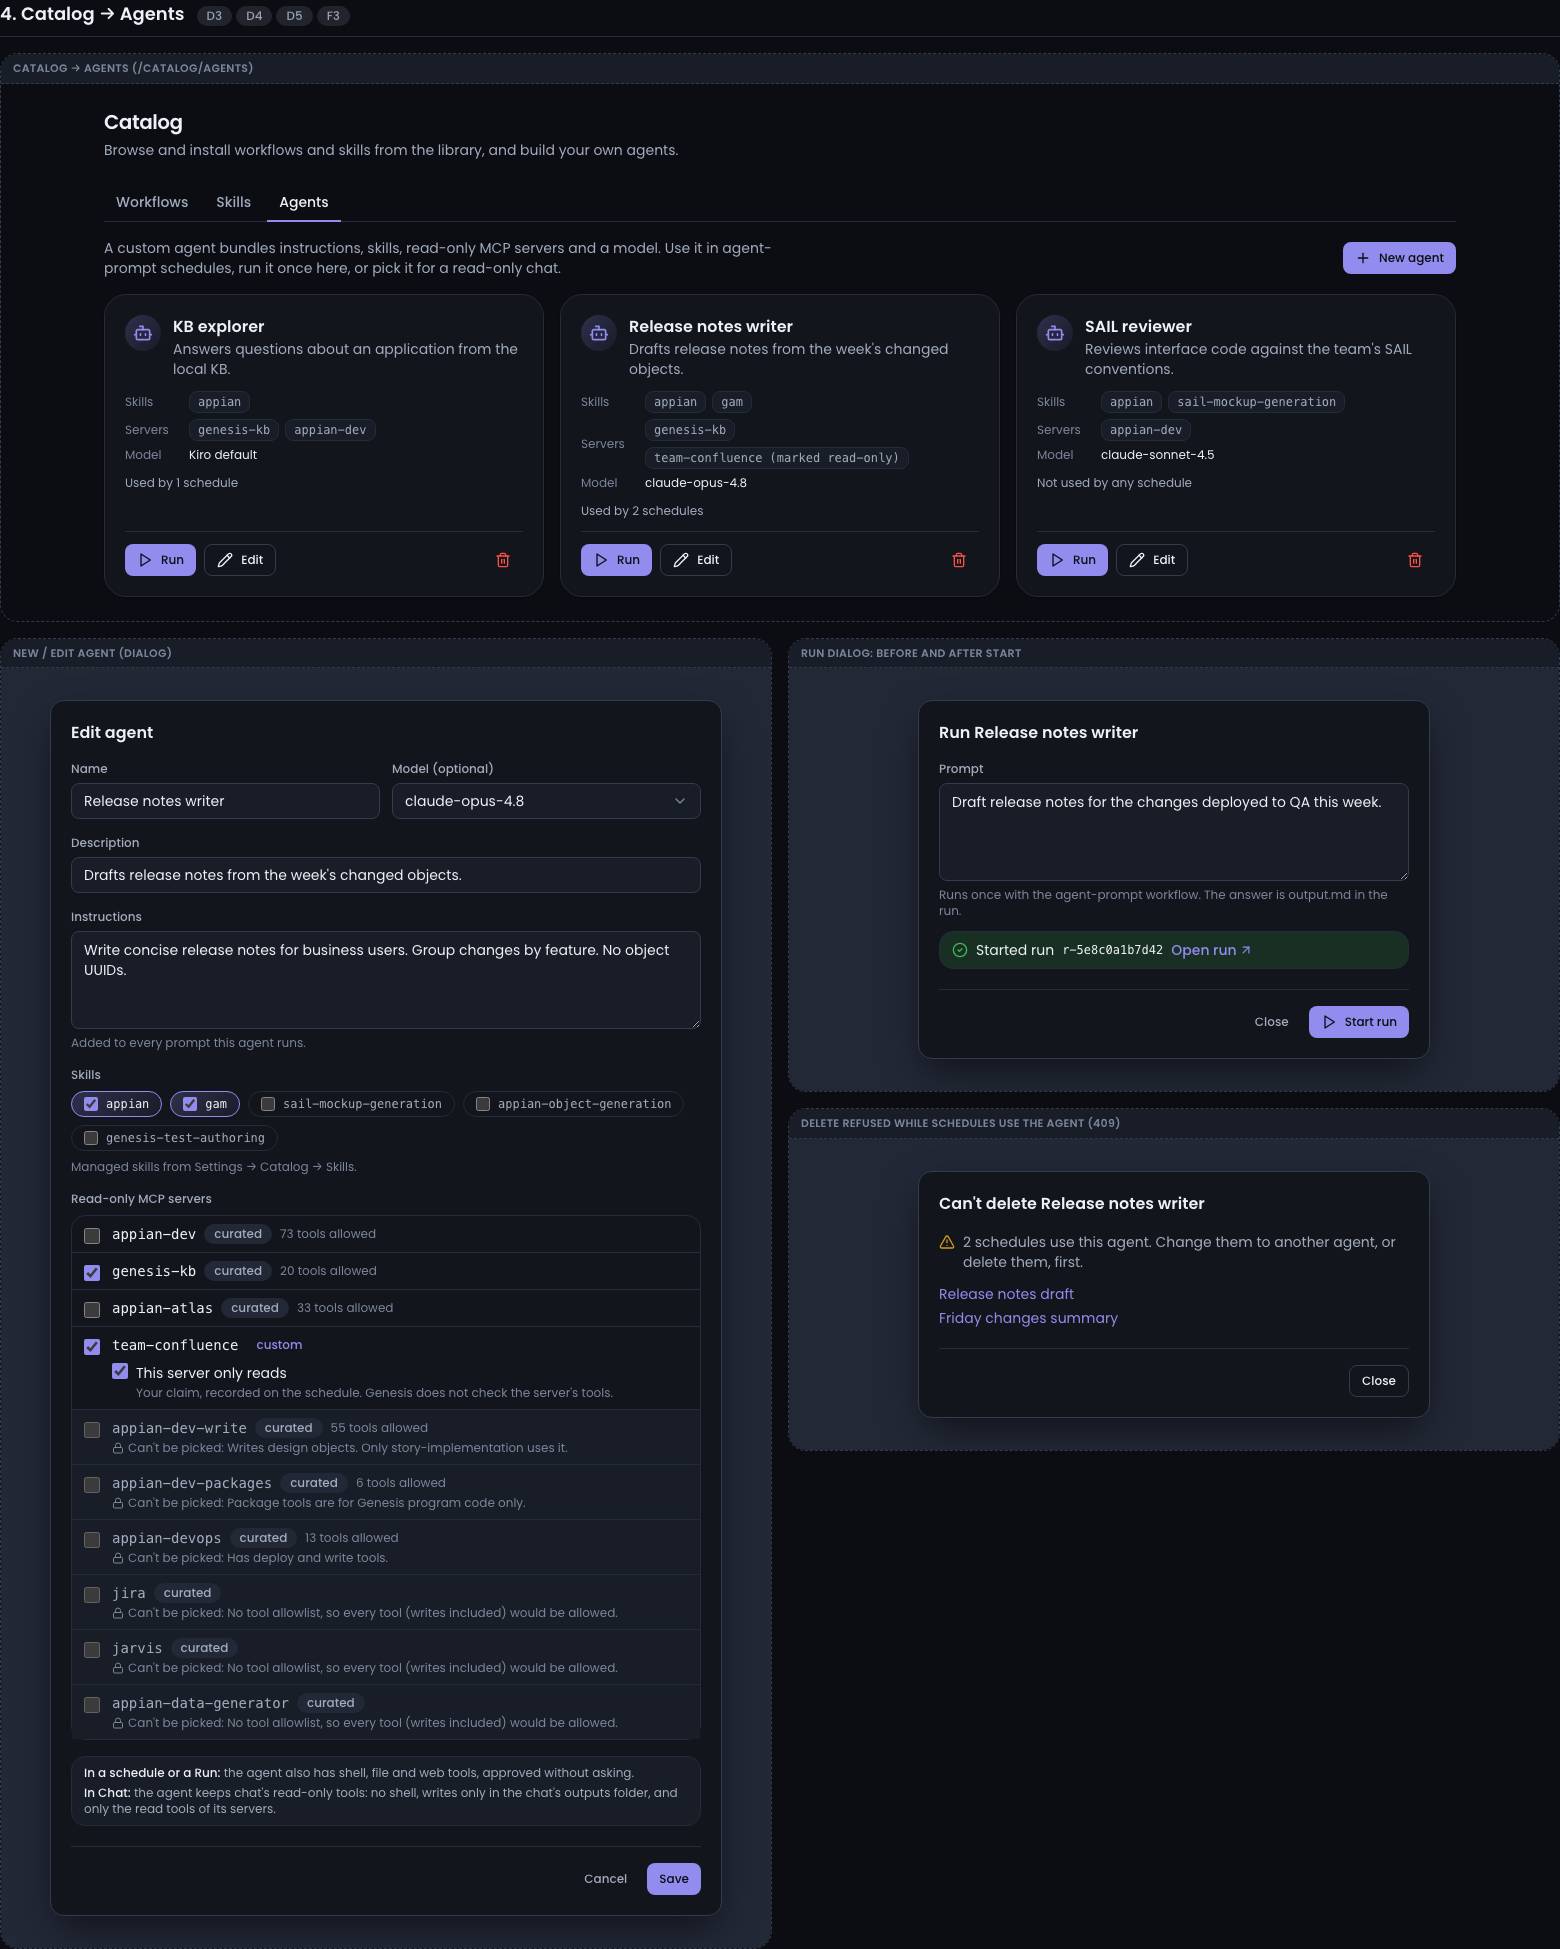 4. Catalog → Agents D3 D4 D5 F3
CATALOG → AGENTS (/CATALOG/AGENTS)
Catalog
Browse and install workflows and skills from the library, and build your own agents.
Workflows Skills Agents
A custom agent bundles instructions, skills, read-only MCP servers and a model. Use it in agent-
prompt schedules, run it once here, or pick it for a read-only chat.
New agent
KB explorer
Answers questions about an application from the
local KB.
Skills appian
Servers genesis-kb appian-dev
Model Kiro default
Used by 1 schedule
Run Edit
Release notes writer
Drafts release notes from the week's changed
objects.
Skills appian gam
Servers genesis-kb
team-confluence (marked read-only)
Model claude-opus-4.8
Used by 2 schedules
Run Edit
SAIL reviewer
Reviews interface code against the team's SAIL
conventions.
Skills appian sail-mockup-generation
Servers appian-dev
Model claude-sonnet-4.5
Not used by any schedule
Run Edit
NEW / EDIT AGENT (DIALOG)
Edit agent
Name Model (optional)
Release notes writer claude-opus-4.8
Description
Drafts release notes from the week's changed objects.
Instructions
Write concise release notes for business users. Group changes by feature. No object
UUIDs.
Added to every prompt this agent runs.
Skills
appian gam sail-mockup-generation appian-object-generation
genesis-test-authoring
Managed skills from Settings → Catalog → Skills.
Read-only MCP servers
appian-dev curated 73 tools allowed
genesis-kb curated 20 tools allowed
appian-atlas curated 33 tools allowed
team-confluence custom
This server only reads
Your claim, recorded on the schedule. Genesis does not check the server's tools.
appian-dev-write curated 55 tools allowed
Can't be picked: Writes design objects. Only story-implementation uses it.
appian-dev-packages curated 6 tools allowed
Can't be picked: Package tools are for Genesis program code only.
appian-devops curated 13 tools allowed
Can't be picked: Has deploy and write tools.
jira curated
Can't be picked: No tool allowlist, so every tool (writes included) would be allowed.
jarvis curated
Can't be picked: No tool allowlist, so every tool (writes included) would be allowed.
appian-data-generator curated
Can't be picked: No tool allowlist, so every tool (writes included) would be allowed.
In a schedule or a Run: the agent also has shell, file and web tools, approved without asking.
In Chat: the agent keeps chat's read-only tools: no shell, writes only in the chat's outputs folder, and
only the read tools of its servers.
Cancel Save
RUN DIALOG: BEFORE AND AFTER START
Run Release notes writer
Prompt
Draft release notes for the changes deployed to QA this week.
Runs once with the agent-prompt workflow. The answer is output.md in the
run.
Started run r-5e8c0a1b7d42 Open run ↗
Close Start run
DELETE REFUSED WHILE SCHEDULES USE THE AGENT (409)
Can't delete Release notes writer
2 schedules use this agent. Change them to another agent, or
delete them, first.
Release notes draft
Friday changes summary
Close